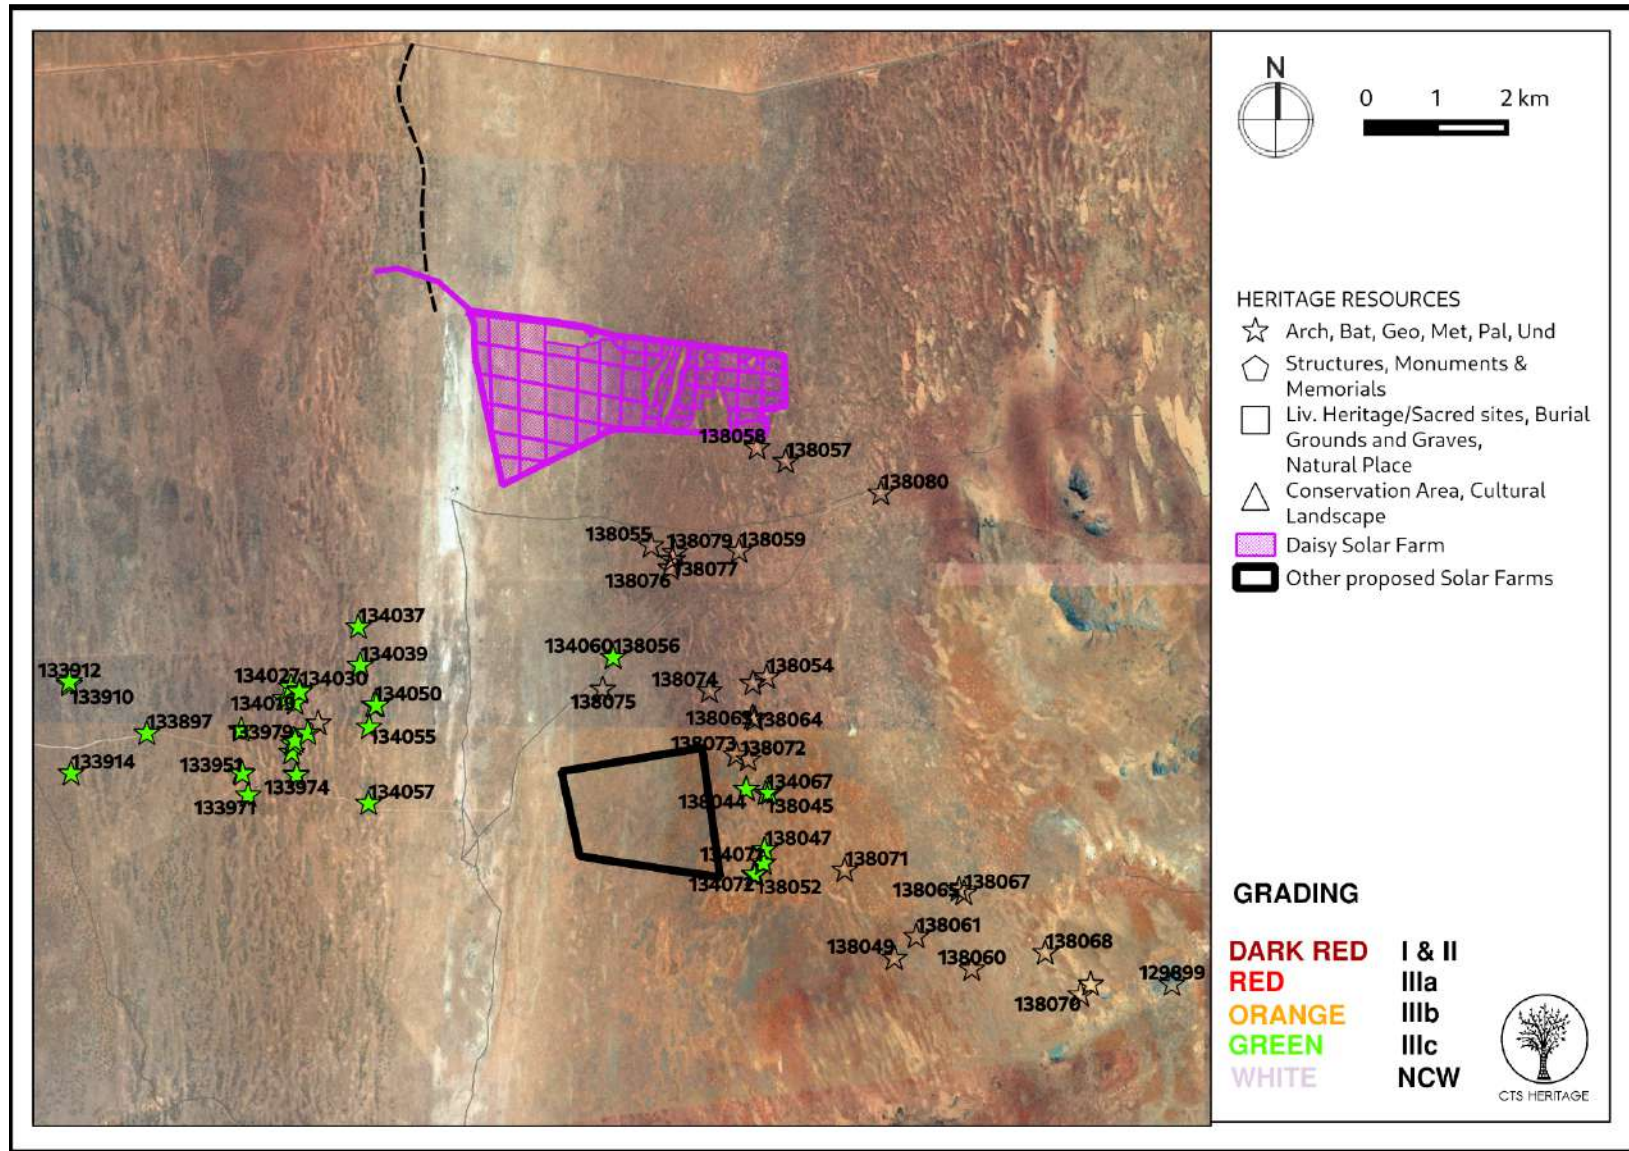 N
0 1 2 km
HERITAGE RESOURCES
Arch, Bat, Geo, Met, Pal, Und
Structures, Monuments &
Memorials
Liv. Heritage/Sacred sites, Burial
Grounds and Graves,
Natural Place
Conservation Area, Cultural
Landscape
Daisy Solar Farm
Other proposed Solar Farms
GRADING
DARK RED I & II
RED IIIa
ORANGE IIIb
GREEN IIIc
WHITE NCW
CTS HERITAGE
138058
138057
138080
138055
138079
138059
138076
138077
134037
134039
134060
138056
133912
133910
134027
134030
134050
138054
138074
138075
133897
133979
134055
138064
133914
133951
133974
133971
134057
138073
138072
134067
138044
138045
138047
134072
138052
138071
138065
138067
138061
138049
138060
138068
138070
129899